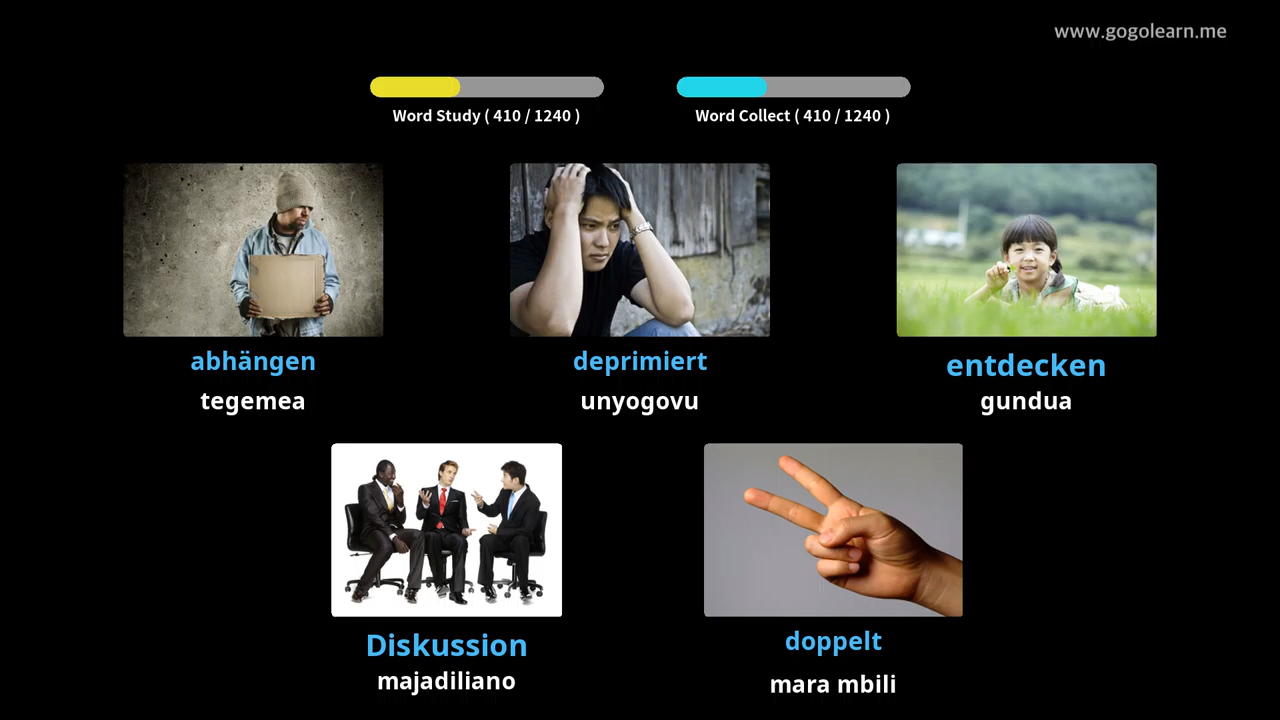 www.gogolearn.me
Word Study ( 410 / 1240 )
Word Collect ( 410 / 1240 )
abhängen
tegemea
deprimiert
unyogovu
entdecken
gundua
Diskussion
majadiliano
doppelt
mara mbili